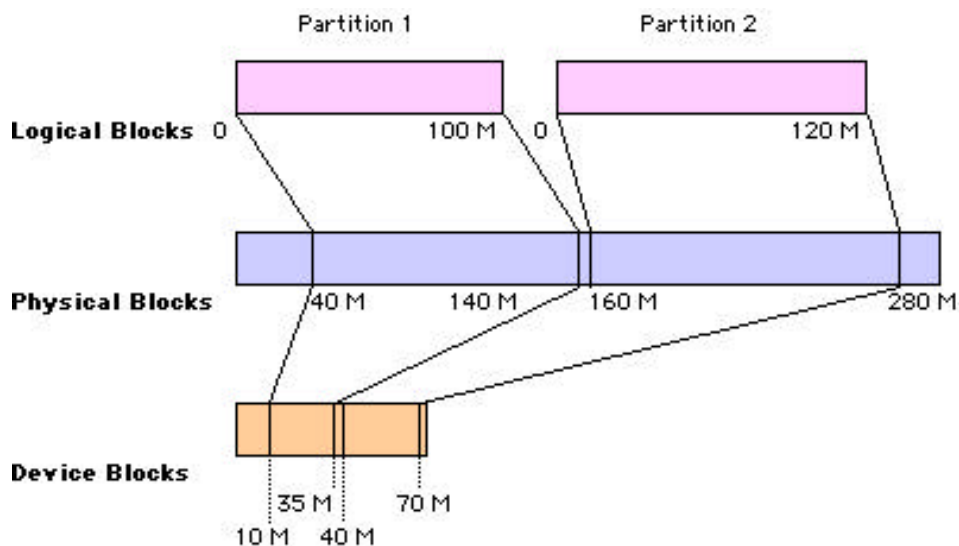 Partition 1 Partition 2
Logical Blocks 0 100 M 0 120 M
Physical Blocks 40 M 140 M 160 M 280 M
Device Blocks
35 M 70 M
10 M 40 M